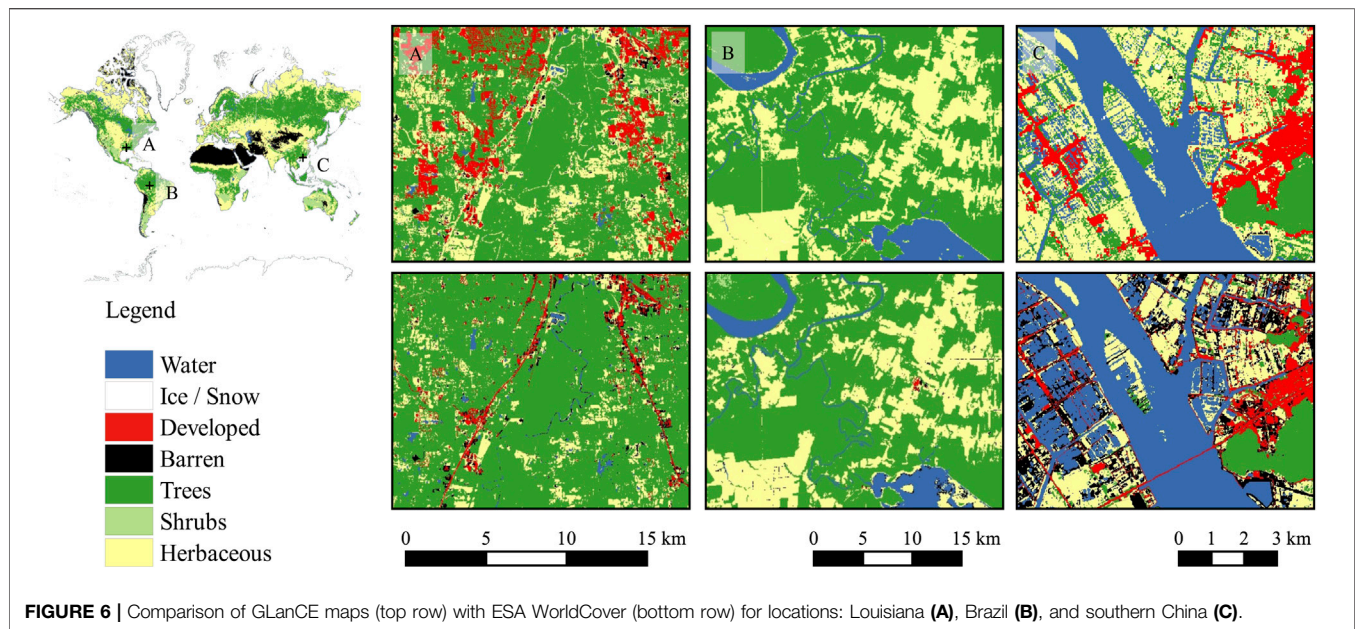 A
B
C
A
B
C
Legend
Water
Ice / Snow
Developed
Barren
Trees
Shrubs
Herbaceous
0 5 10 15 km
0 5 10 15 km
0 1 2 3 km
FIGURE 6 | Comparison of GLanCE maps (top row) with ESA WorldCover (bottom row) for locations: Louisiana (A), Brazil (B), and southern China (C).